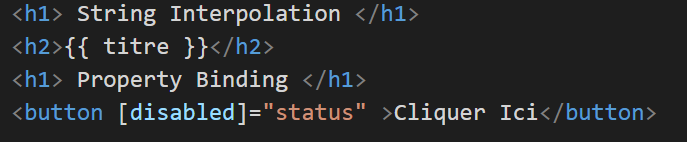 <h1> String Interpolation </h1>
<h2>{{ titre }}</h2>
<h1> Property Binding </h1>
<button [disabled]="status" >Cliquer Ici</button>